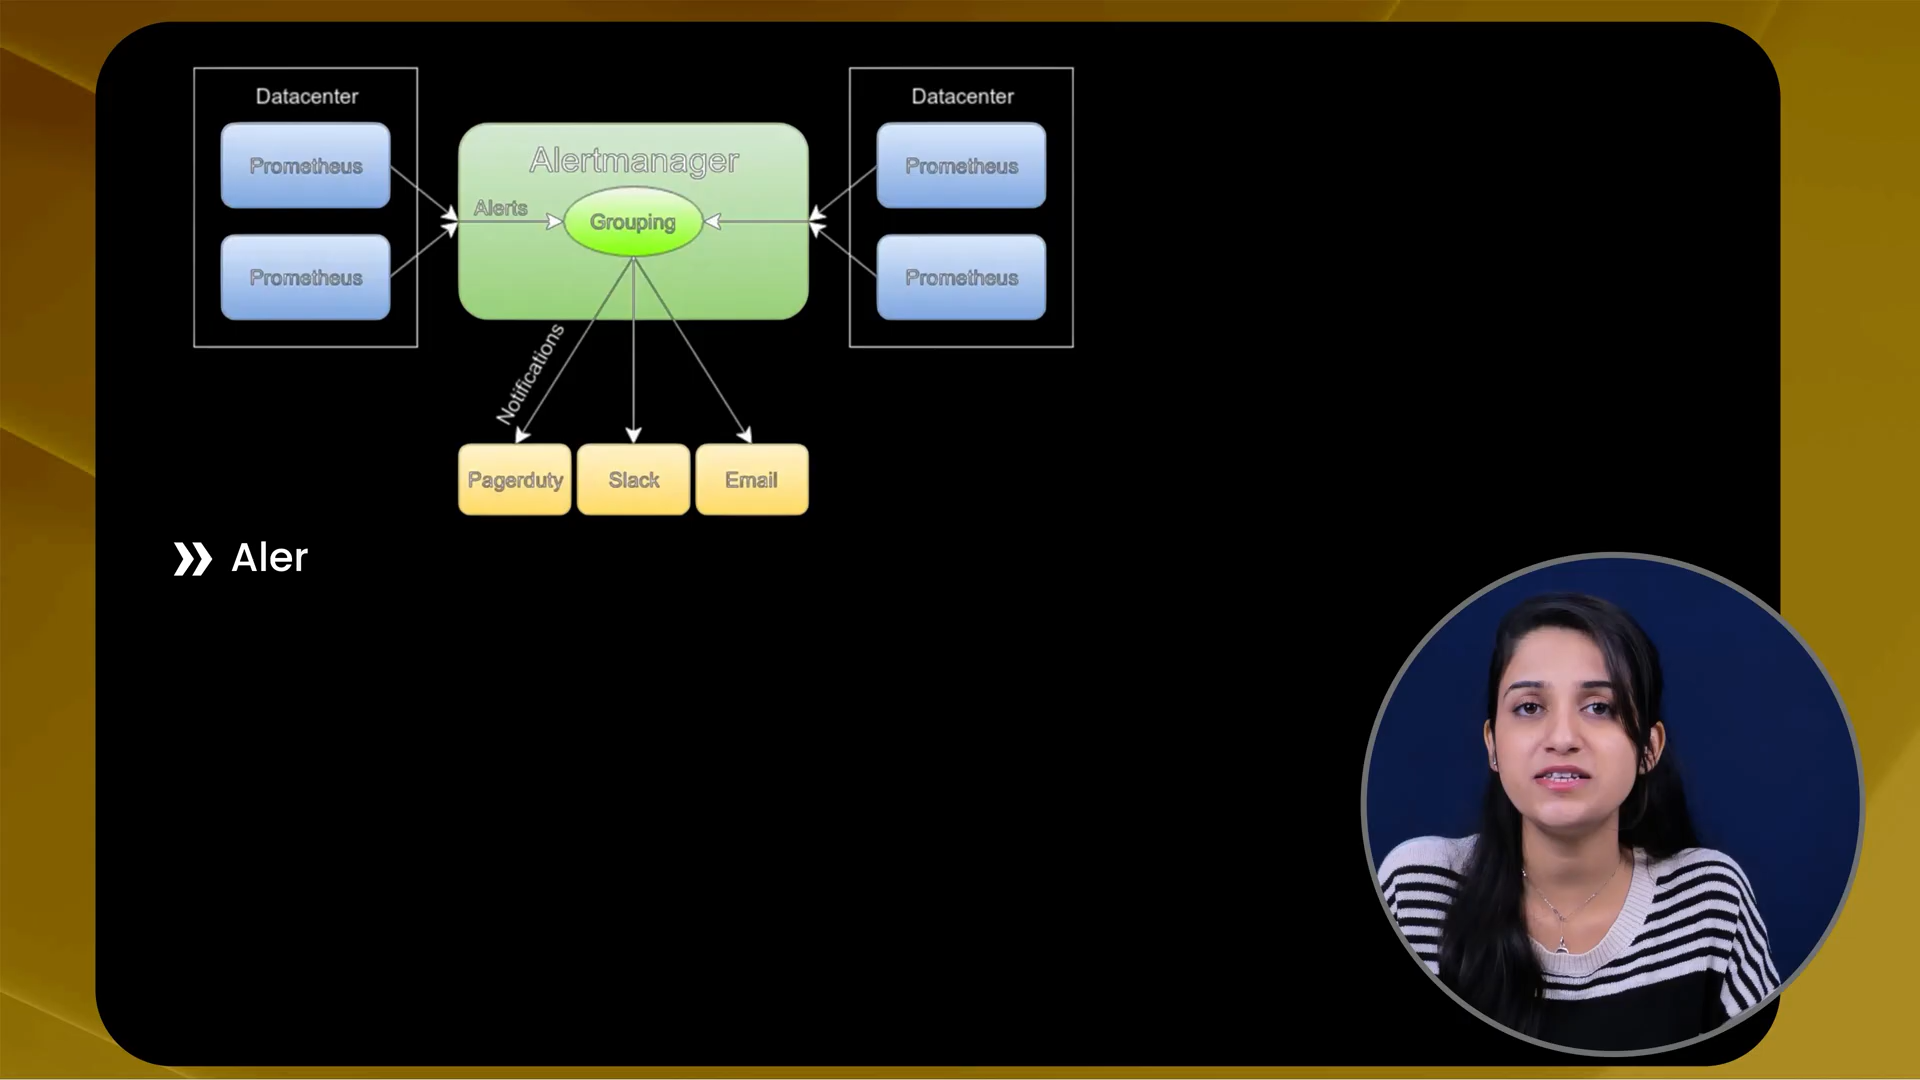 Datacenter
Prometheus
Prometheus
Alertmanager
Alerts
Grouping
Datacenter
Prometheus
Prometheus
Notifications
Pagerduty
Slack
Email
Aler